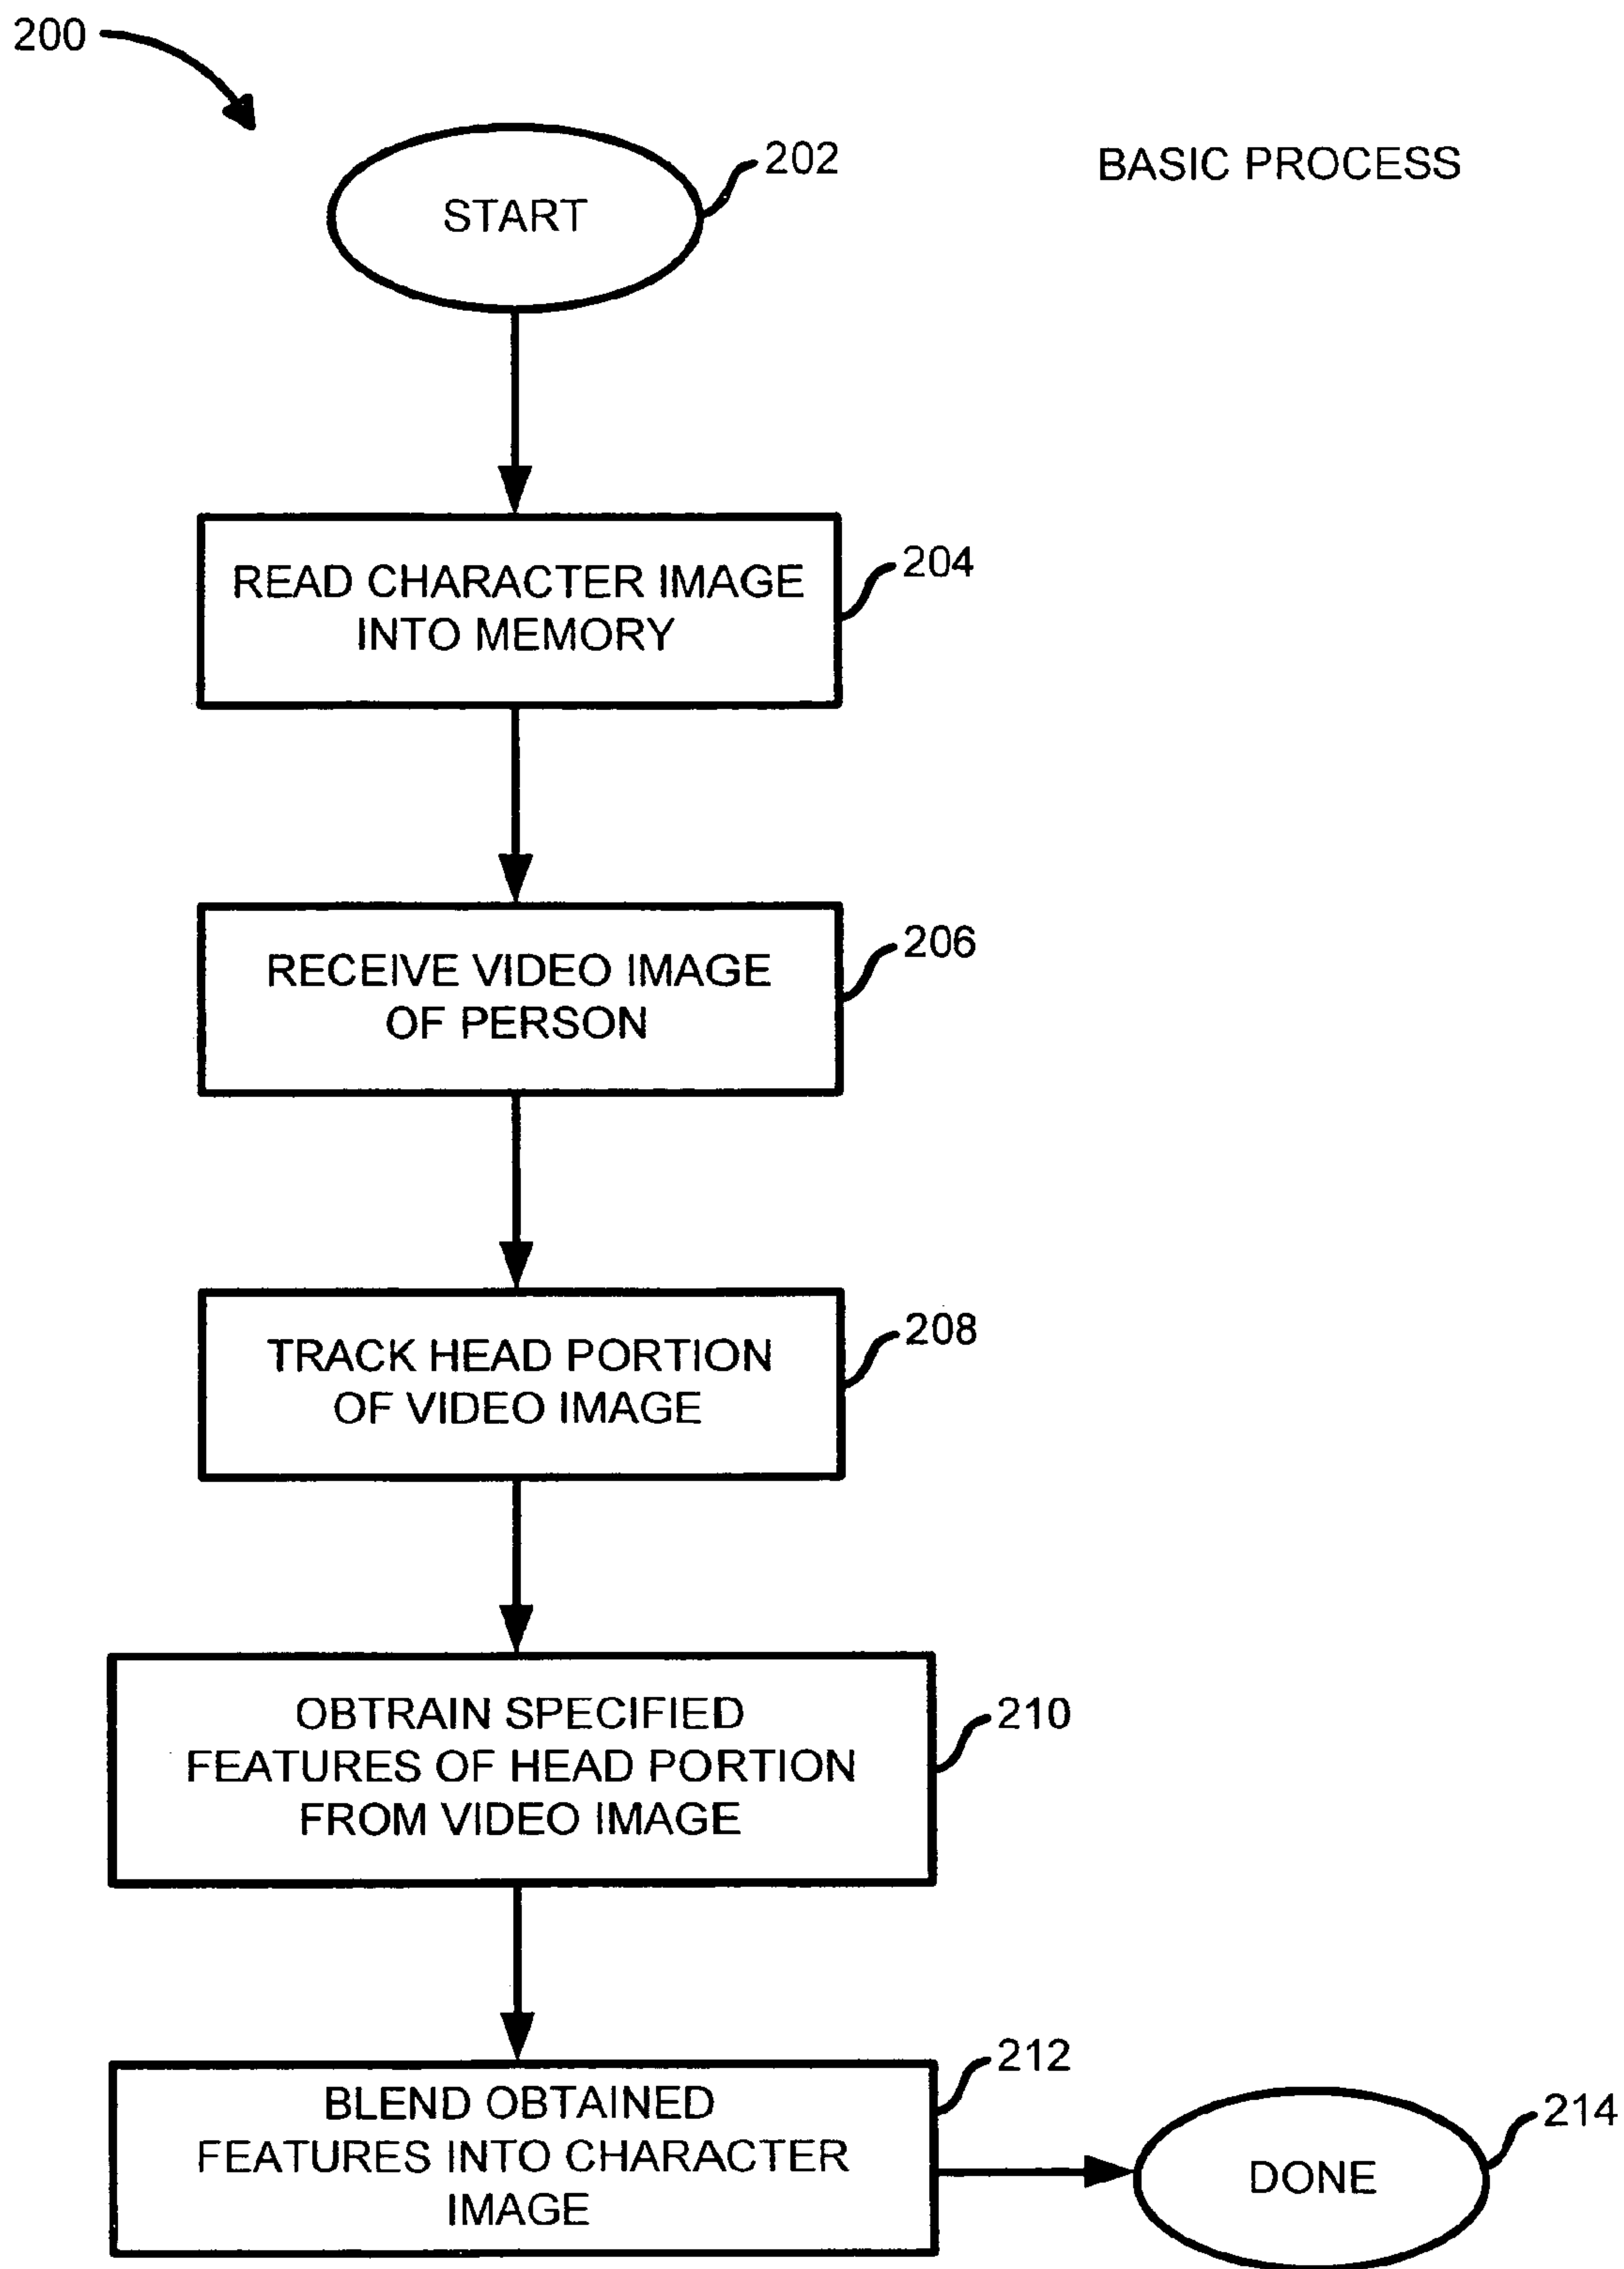 200
202
BASIC PROCESS
START
204
READ CHARACTER IMAGE
INTO MEMORY
206
RECEIVE VIDEO IMAGE
OF PERSON
208
TRACK HEAD PORTION
OF VIDEO IMAGE
210
OBTRAIN SPECIFIED
FEATURES OF HEAD PORTION
FROM VIDEO IMAGE
212
BLEND OBTAINED
FEATURES INTO CHARACTER
IMAGE
214
DONE